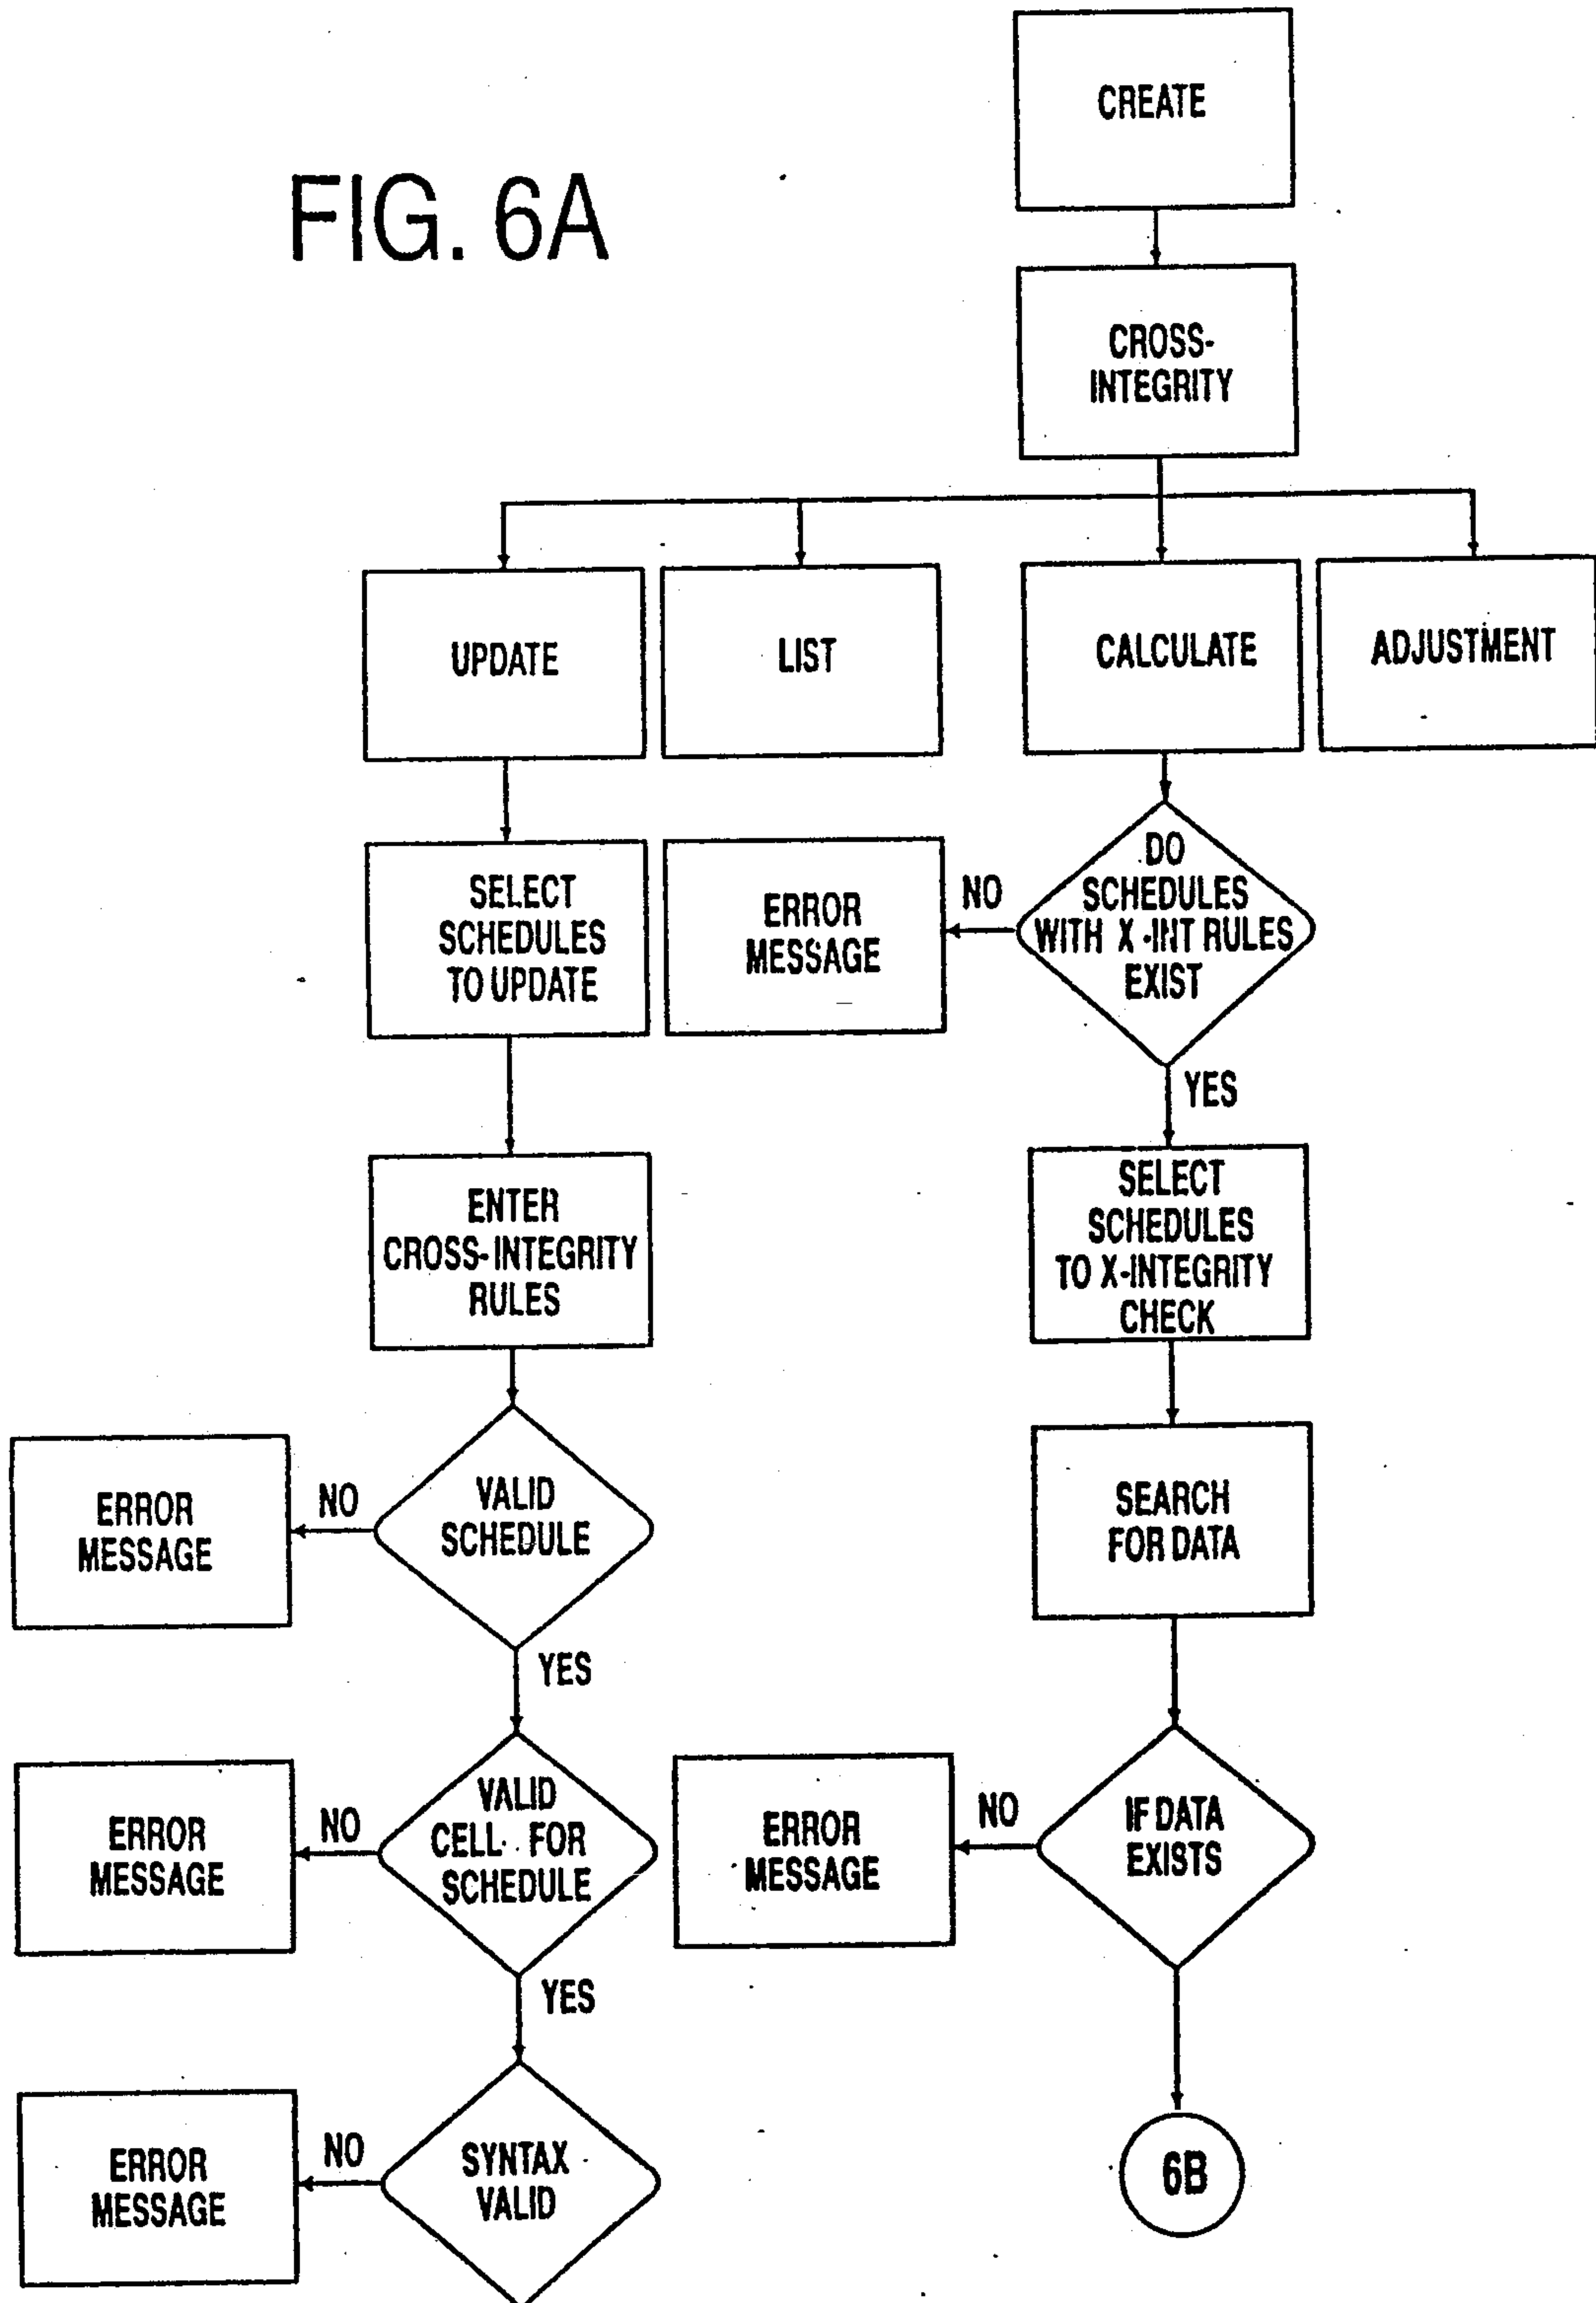 FIG. 6A
CREATE
CROSS-
INTEGRITY
UPDATE
LIST
CALCULATE
ADJUSTMENT
SELECT
SCHEDULES
TO UPDATE
ERROR
MESSAGE
NO
DO
SCHEDULES
WITH X-INT RULES
EXIST
YES
ENTER
CROSS-INTEGRITY
RULES
SELECT
SCHEDULES
TO X-INTEGRITY
CHECK
ERROR
MESSAGE
NO
VALID
SCHEDULE
YES
SEARCH
FOR DATA
ERROR
MESSAGE
NO
VALID
CELL FOR
SCHEDULE
YES
ERROR
MESSAGE
NO
IF DATA
EXISTS
ERROR
MESSAGE
NO
SYNTAX
VALID
6B